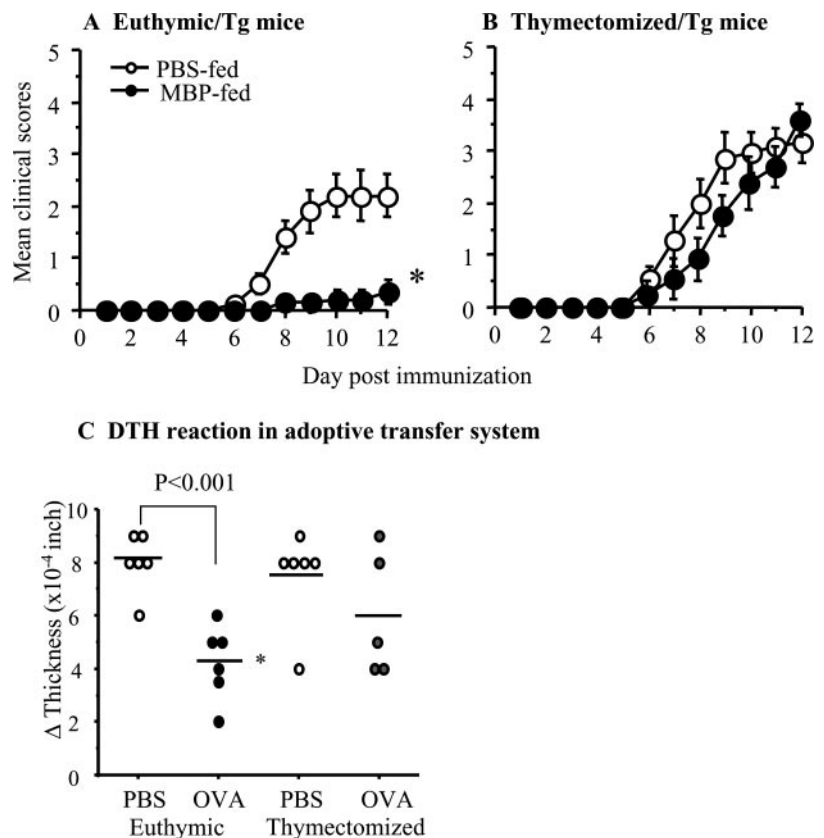 A Euthymic/Tg mice
B Thymectomized/Tg mice
Mean clinical scores
5
4
3
2
1
0
PBS-fed
MBP-fed
*
0 2 4 6 8 10 12
5
4
3
2
1
0
0 2 4 6 8 10 12
Day post immunization
C DTH reaction in adoptive transfer system
P<0.001
Δ Thickness (x10⁻⁴ inch)
10
8
6
4
2
0
*
PBS OVA PBS OVA
Euthymic Thymectomized